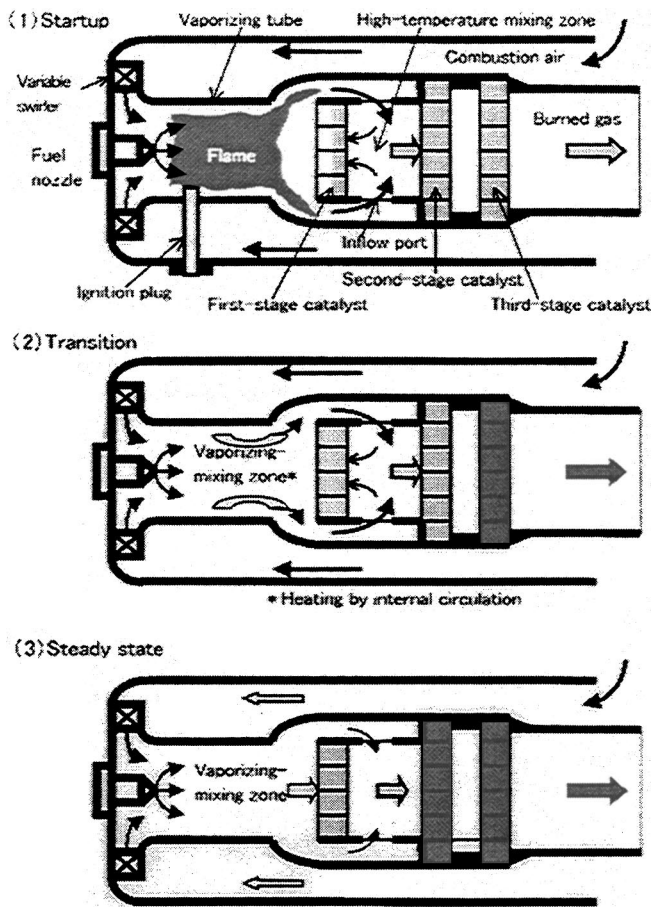 (1) Startup
Vaporizing tube
High-temperature mixing zone
Combustion air
Variable
swirler
Fuel
nozzle
Flame
Burned gas
Inflow port
Ignition plug
First-stage catalyst
Second-stage catalyst
Third-stage catalyst
(2) Transition
Vaporizing-
mixing zone*
* Heating by internal circulation
(3) Steady state
Vaporizing-
mixing zone